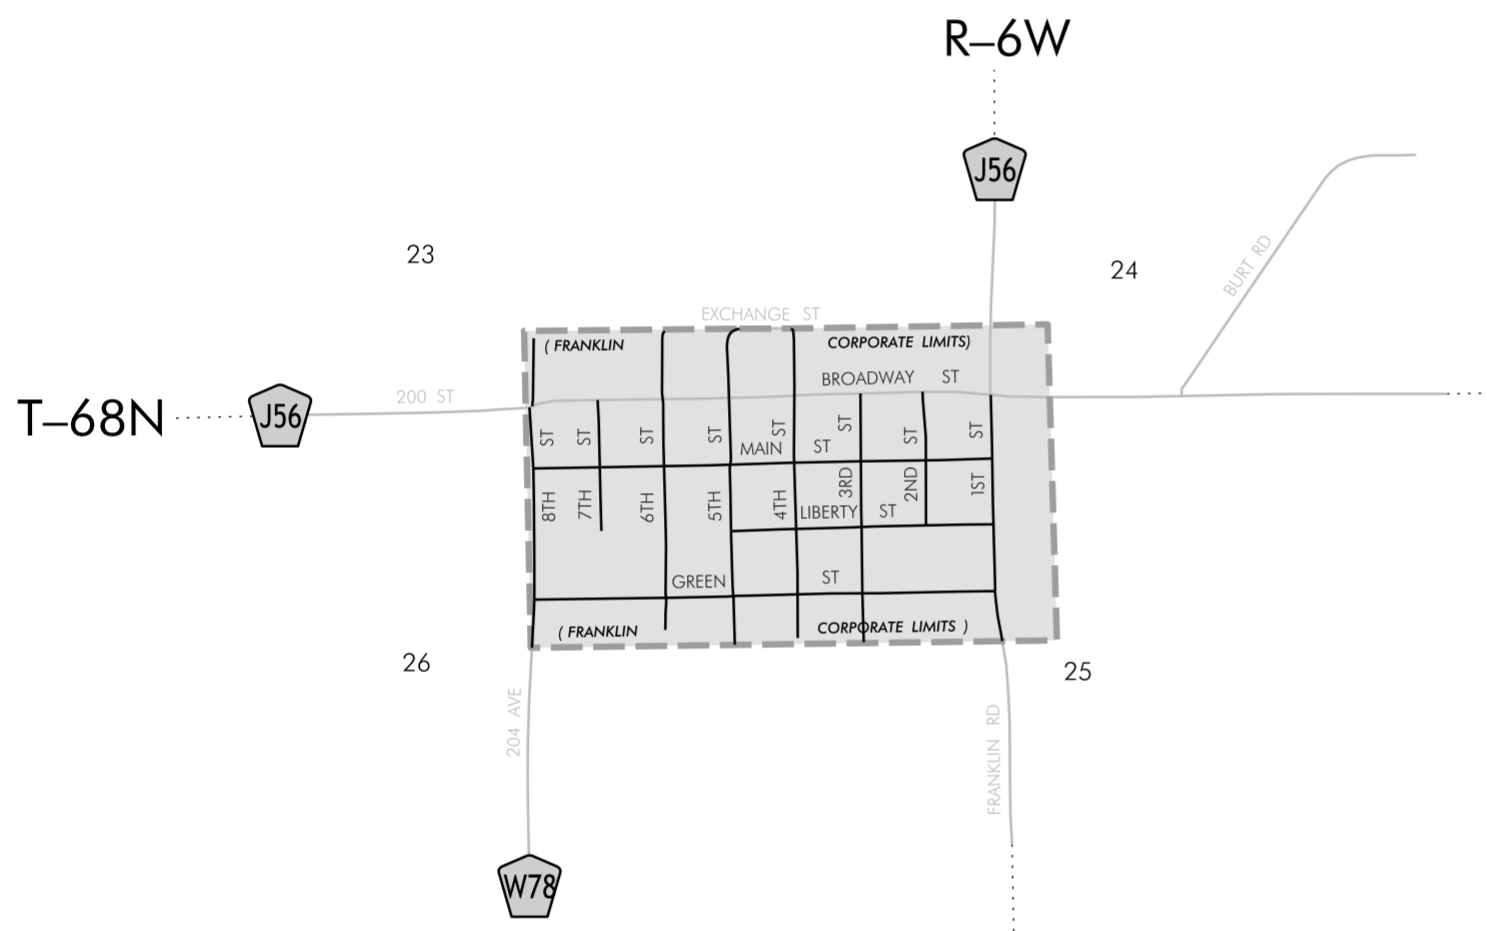 R–6W
J56
23
24
BURT RD
EXCHANGE ST
( FRANKLIN CORPORATE LIMITS)
BROADWAY ST
T–68N
J56
200 ST
MAIN ST
8TH ST
7TH ST
6TH ST
5TH ST
4TH ST
3RD ST
2ND ST
1ST ST
LIBERTY ST
GREEN ST
( FRANKLIN CORPORATE LIMITS )
26
25
204 AVE
FRANKLIN RD
W78